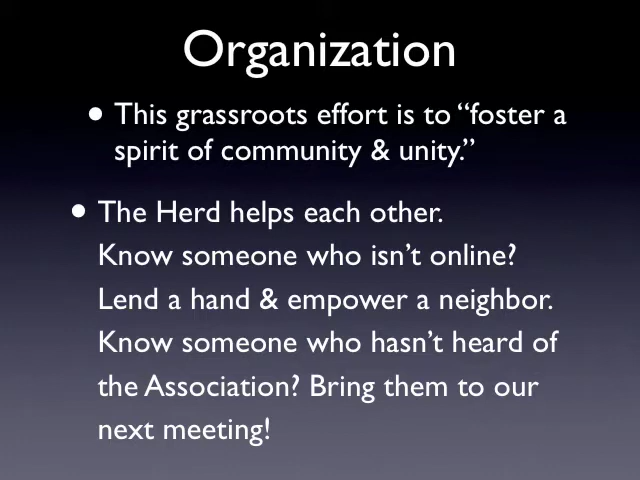 Organization
• This grassroots effort is to “foster a
spirit of community & unity.”
• The Herd helps each other.
Know someone who isn’t online?
Lend a hand & empower a neighbor.
Know someone who hasn’t heard of
the Association? Bring them to our
next meeting!